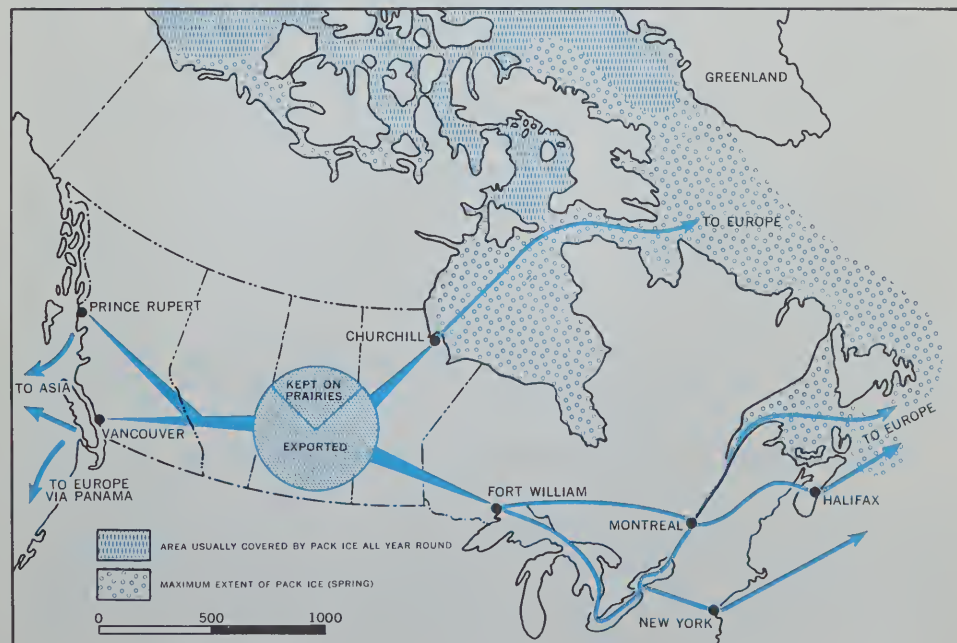 GREENLAND
TO EUROPE
PRINCE RUPERT
CHURCHILL
TO ASIA
KEPT ON
PRAIRIES
EXPORTED
VANCOUVER
TO EUROPE
TO EUROPE
VIA PANAMA
FORT WILLIAM
HALIFAX
MONTREAL
AREA USUALLY COVERED BY PACK ICE ALL YEAR ROUND
MAXIMUM EXTENT OF PACK ICE (SPRING)
0 500 1000
NEW YORK